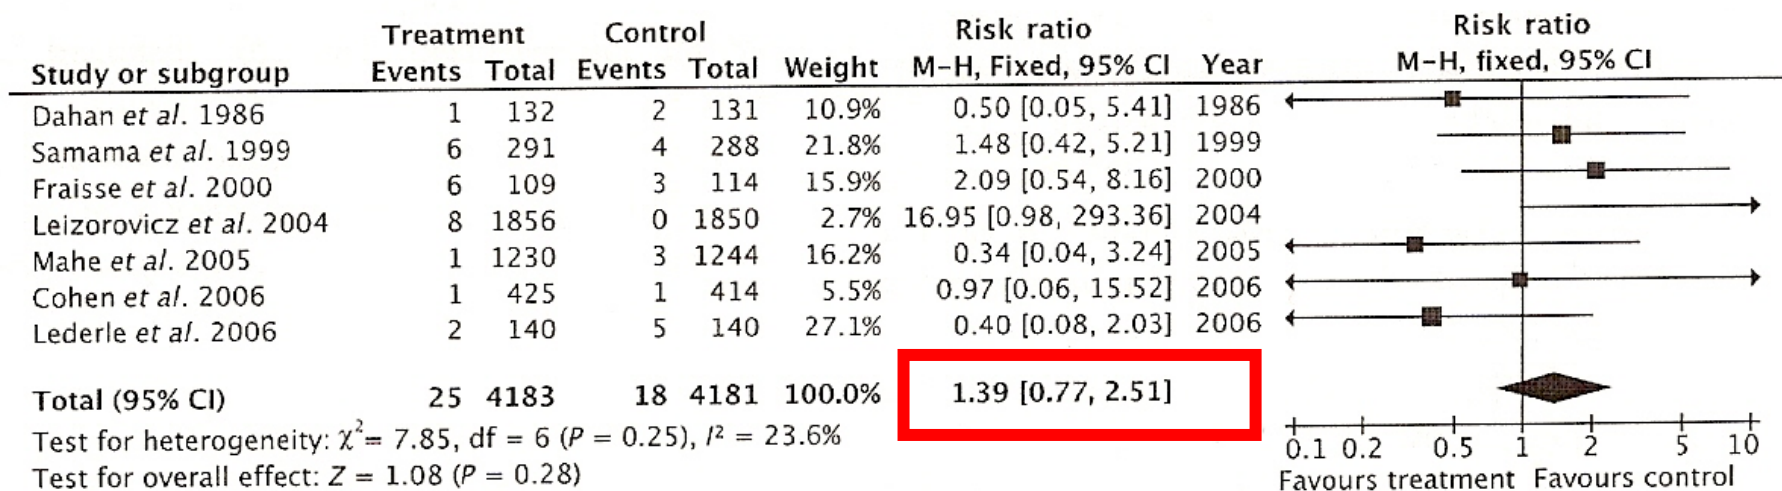 Treatment Control Risk ratio Risk ratio
Study or subgroup Events Total Events Total Weight M-H, Fixed, 95% CI Year M-H, fixed, 95% CI
Dahan et al. 1986 1 132 2 131 10.9% 0.50 [0.05, 5.41] 1986
Samama et al. 1999 6 291 4 288 21.8% 1.48 [0.42, 5.21] 1999
Fraisse et al. 2000 6 109 3 114 15.9% 2.09 [0.54, 8.16] 2000
Leizorovicz et al. 2004 8 1856 0 1850 2.7% 16.95 [0.98, 293.36] 2004
Mahe et al. 2005 1 1230 3 1244 16.2% 0.34 [0.04, 3.24] 2005
Cohen et al. 2006 1 425 1 414 5.5% 0.97 [0.06, 15.52] 2006
Lederle et al. 2006 2 140 5 140 27.1% 0.40 [0.08, 2.03] 2006
Total (95% CI) 25 4183 18 4181 100.0% 1.39 [0.77, 2.51]
Test for heterogeneity: χ²= 7.85, df = 6 (P = 0.25), I² = 23.6%
0.1 0.2 0.5 1 2 5 10
Test for overall effect: Z = 1.08 (P = 0.28)
Favours treatment Favours control